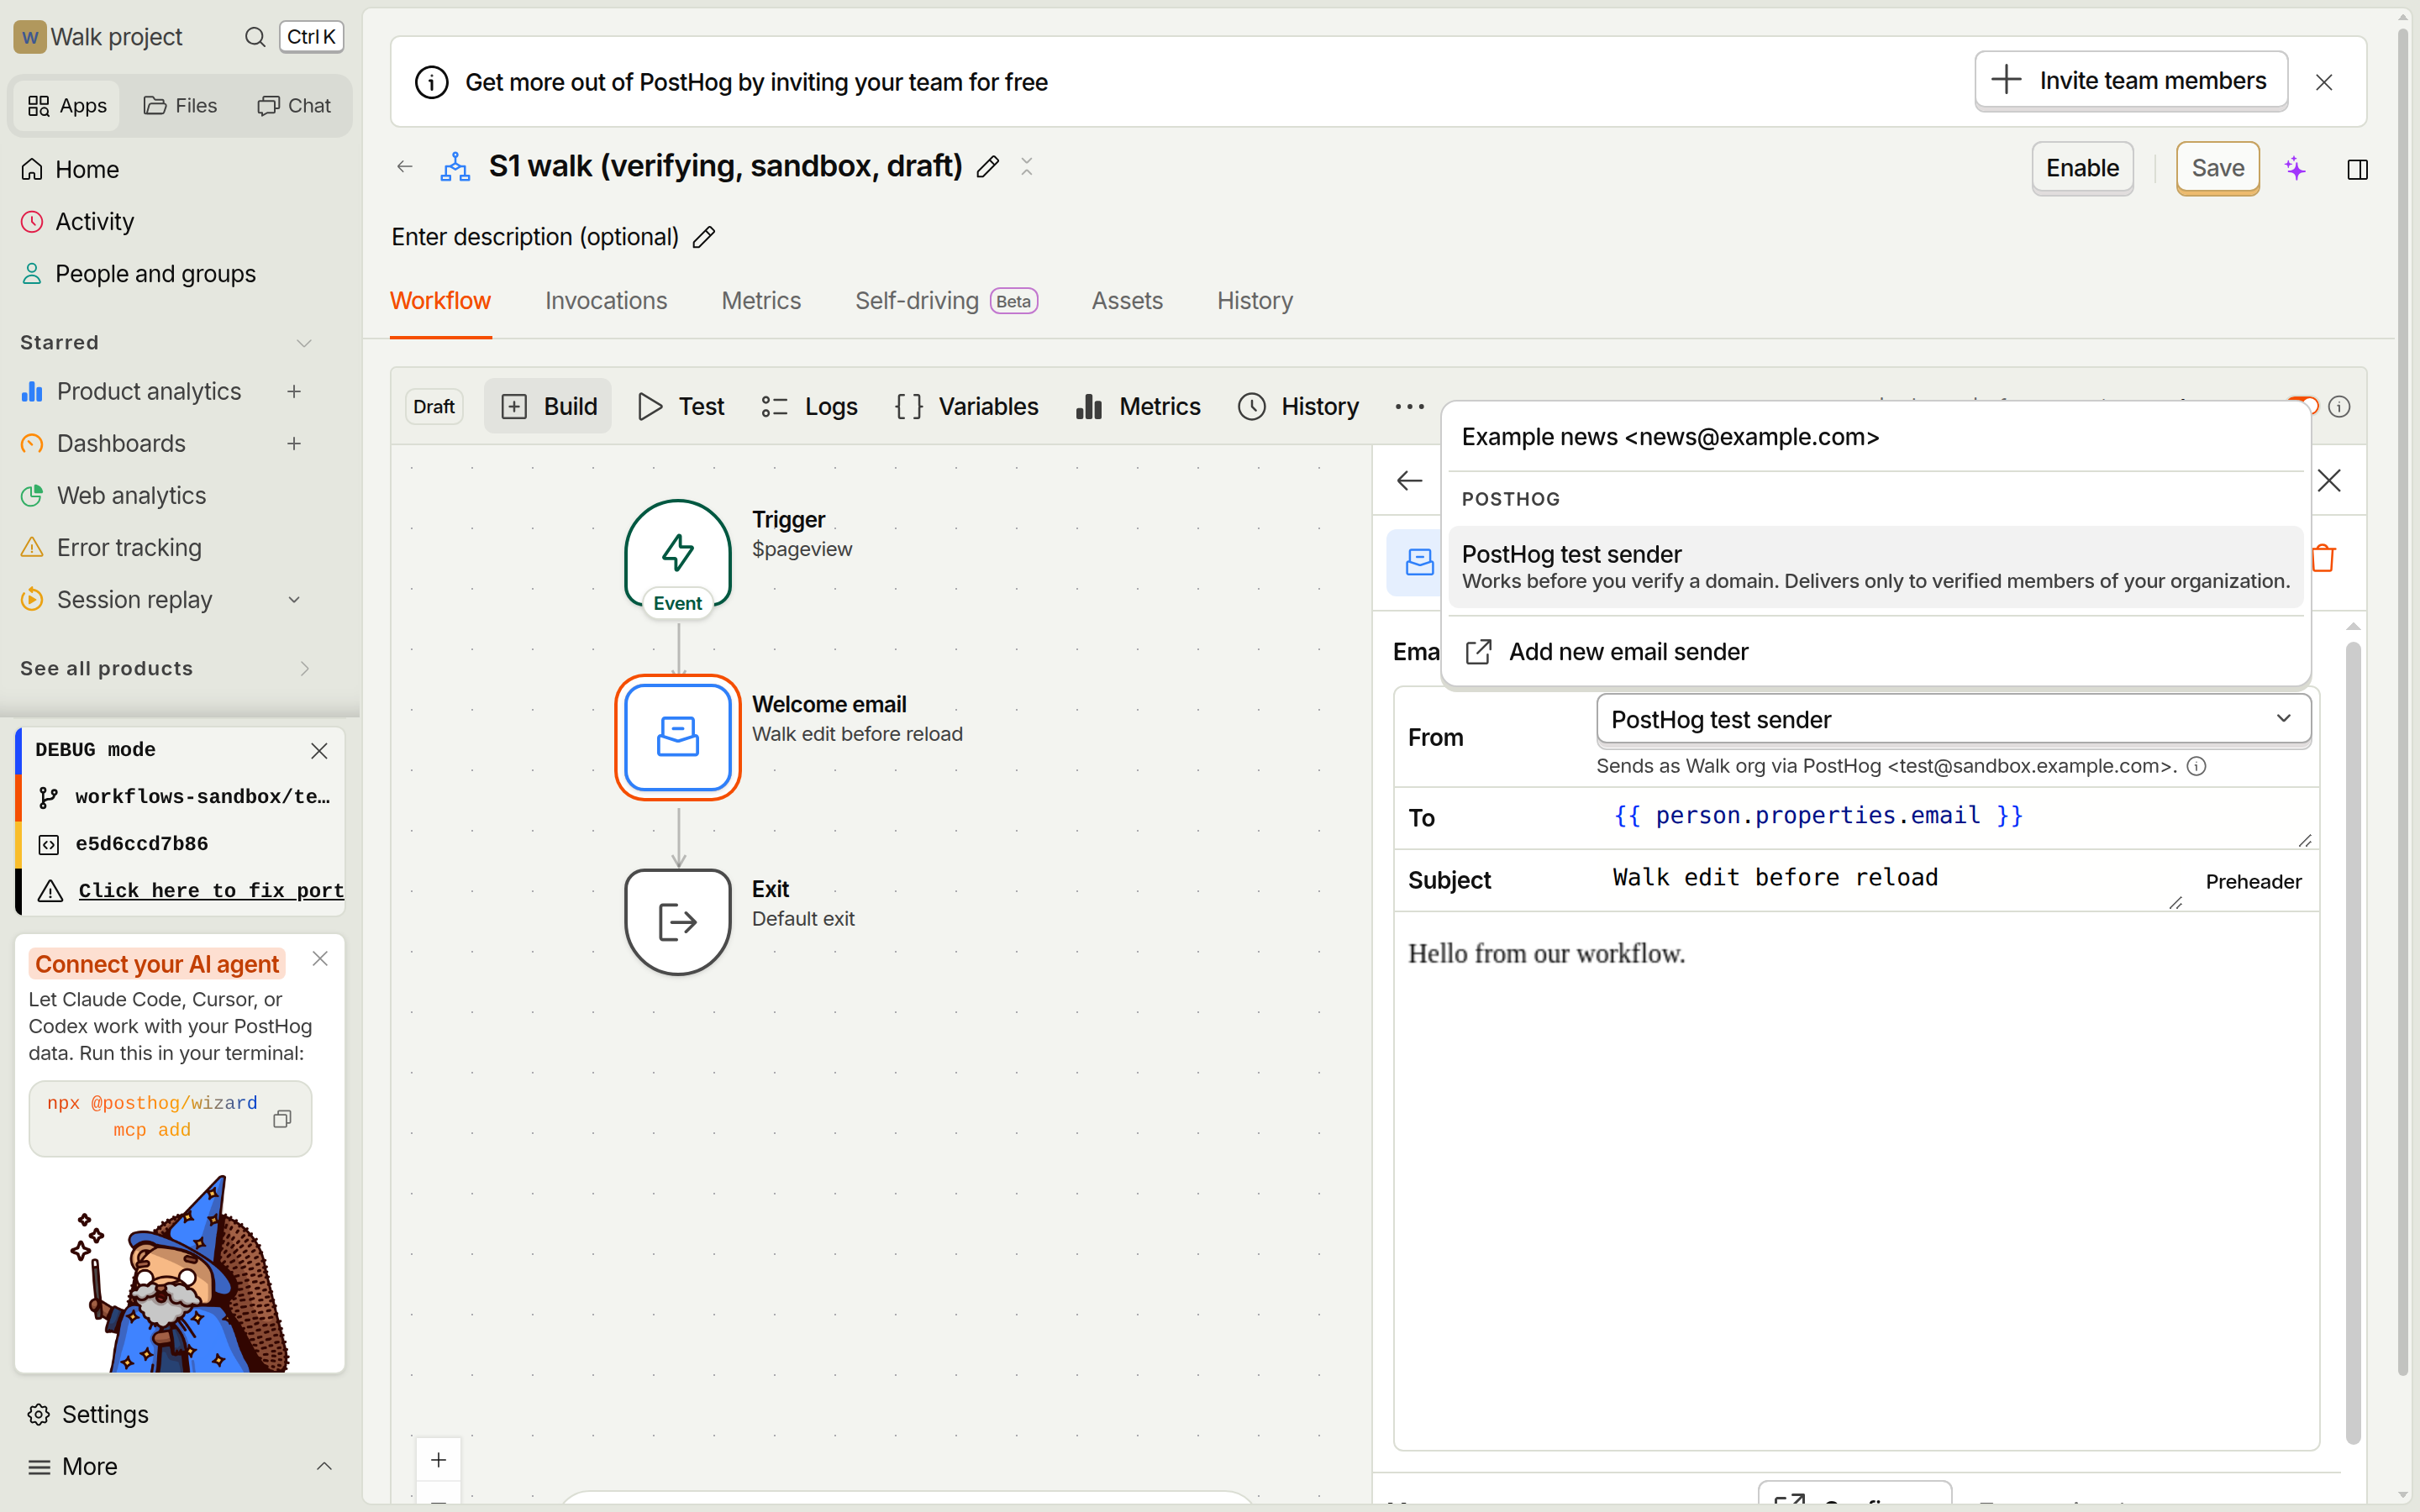 W Walk project Ctrl K
Apps Files Chat
Home
Activity
People and groups
Starred
Product analytics
Dashboards
Web analytics
Error tracking
Session replay
See all products
DEBUG mode
workflows-sandbox/te…
e5d6ccd7b86
Click here to fix port
Connect your AI agent
Let Claude Code, Cursor, or
Codex work with your PostHog
data. Run this in your terminal:
npx @posthog/wizard
mcp add
Settings
More
Get more out of PostHog by inviting your team for free
Invite team members
S1 walk (verifying, sandbox, draft)
Enable
Save
Enter description (optional)
Workflow Invocations Metrics Self-driving Beta Assets History
Draft Build Test Logs {} Variables Metrics History
Trigger
$pageview
Event
Welcome email
Walk edit before reload
Exit
Default exit
Example news <news@example.com>
POSTHOG
PostHog test sender
Works before you verify a domain. Delivers only to verified members of your organization.
Add new email sender
Ema
From
PostHog test sender
Sends as Walk org via PostHog <test@sandbox.example.com>.
To
{{ person.properties.email }}
Subject
Walk edit before reload
Preheader
Hello from our workflow.